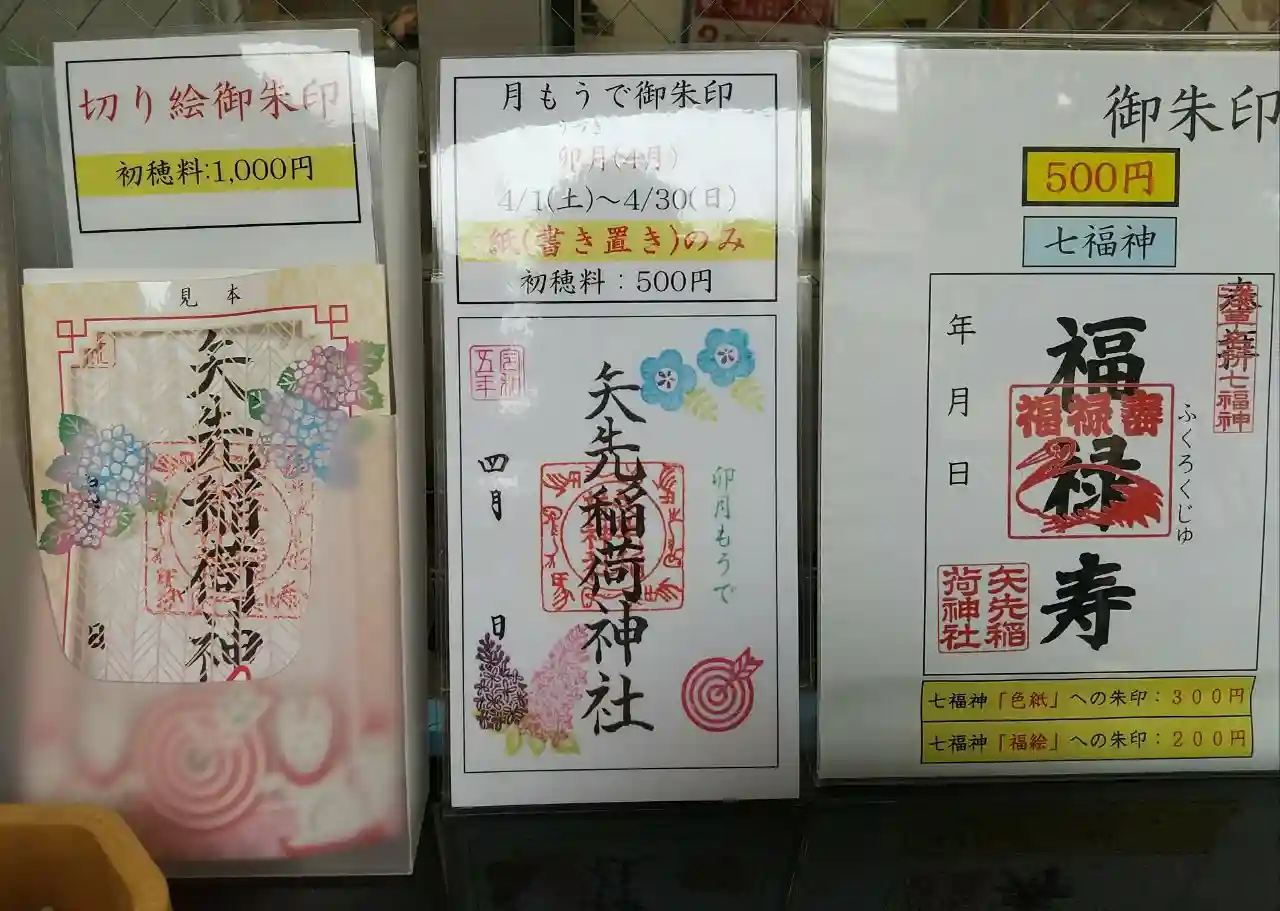 切り絵御朱印
初穂料:1,000円
見本
矢先稲荷神
日
月もうで御朱印
うづき
卯月(4月)
4/1(土)～4/30(日)
紙(書き置き)のみ
初穂料：500円
五年
四月
日
矢先稲荷神社
卯月もうで
御朱印
500円
七福神
年
月
日
福禄寿
福禄寿
ふくろくじゅ
七福神
矢先稲
荷神社
七福神「色紙」への朱印：３００円
七福神「福絵」への朱印：２００円